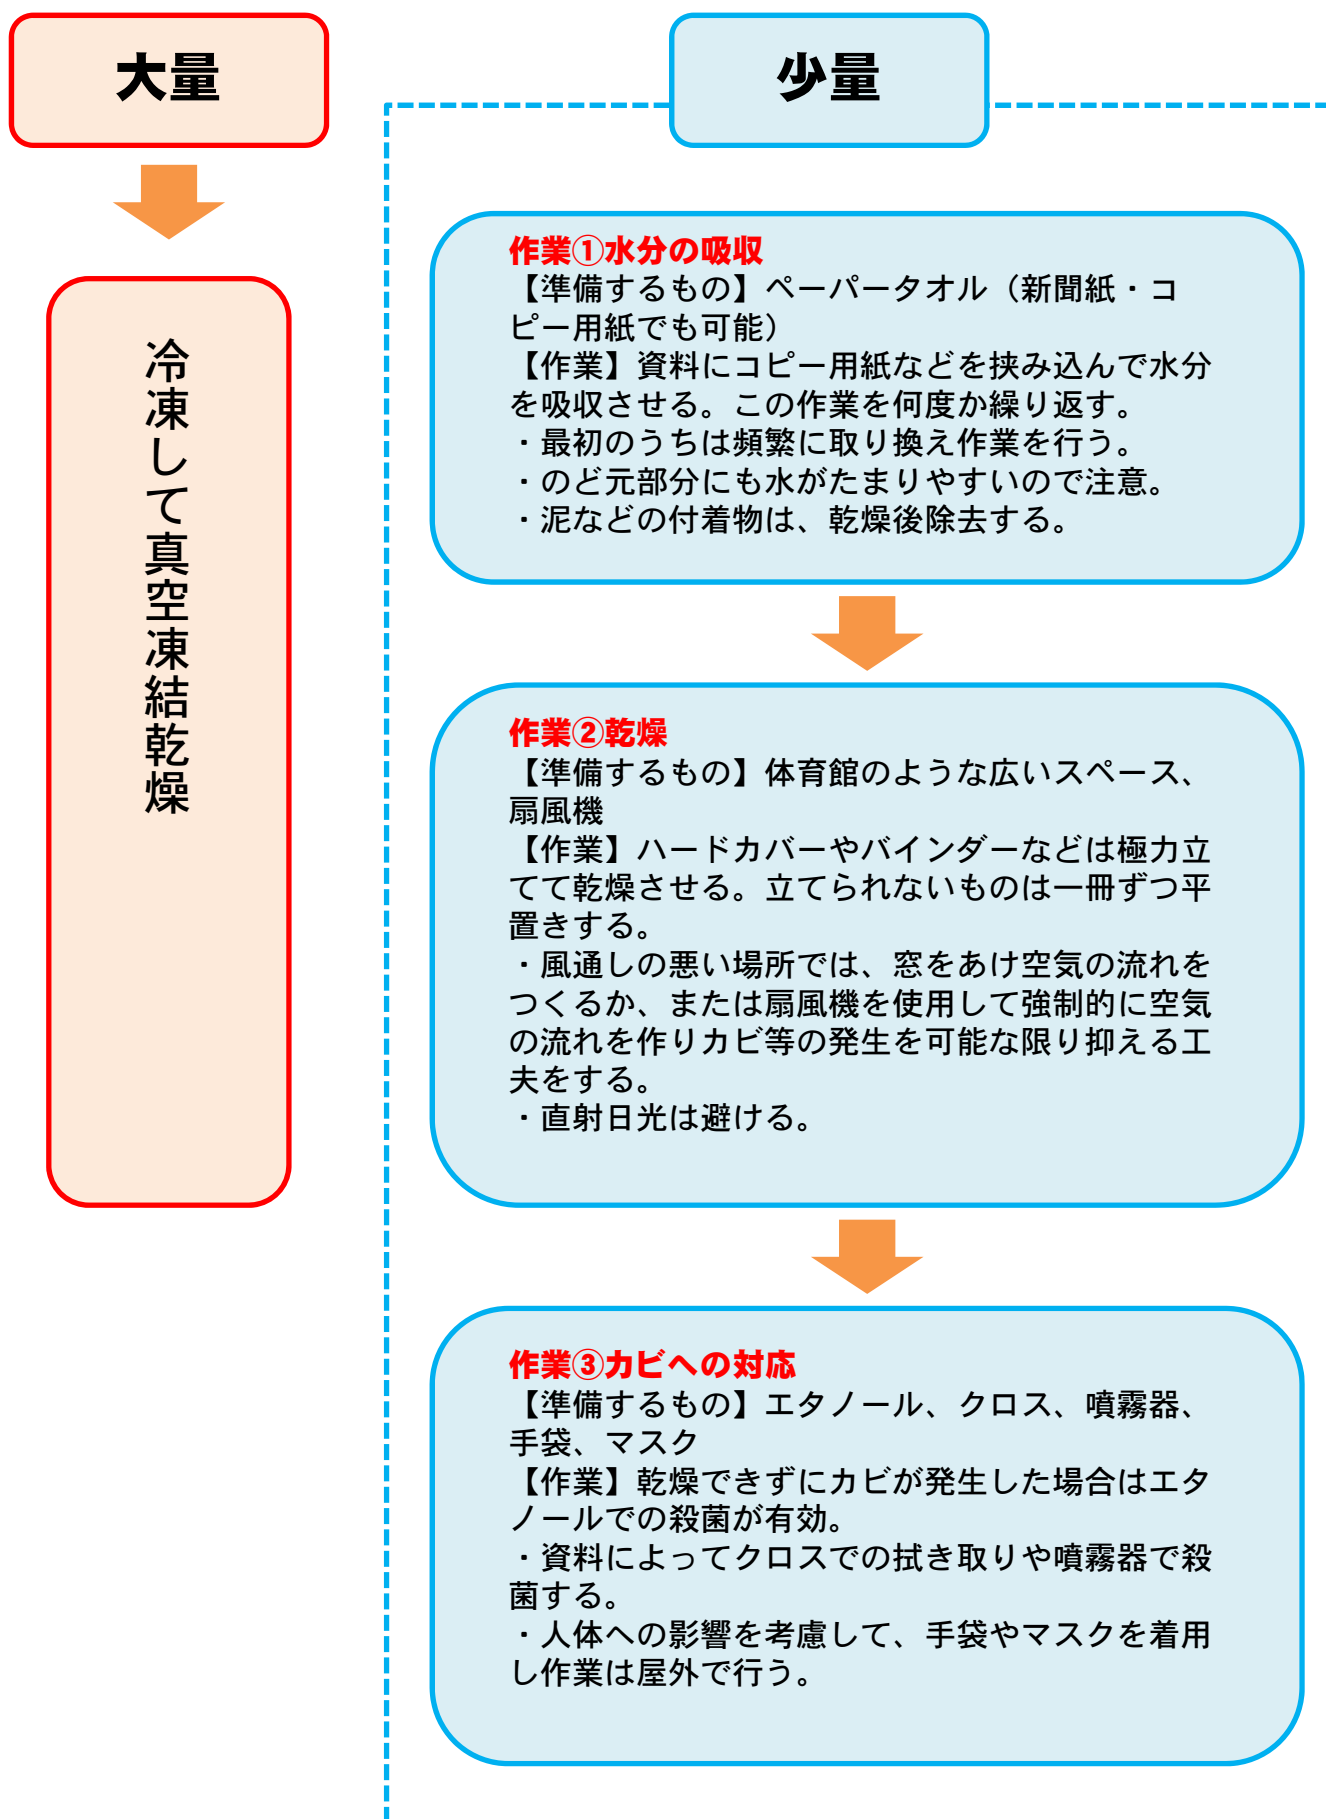 大量
冷凍して真空凍結乾燥
少量
作業①水分の吸収
【準備するもの】ペーパータオル（新聞紙・コ
ピー用紙でも可能）
【作業】資料にコピー用紙などを挟み込んで水分
を吸収させる。この作業を何度か繰り返す。
・最初のうちは頻繁に取り換え作業を行う。
・のど元部分にも水がたまりやすいので注意。
・泥などの付着物は、乾燥後除去する。
作業②乾燥
【準備するもの】体育館のような広いスペース、
扇風機
【作業】ハードカバーやバインダーなどは極力立
てて乾燥させる。立てられないものは一冊ずつ平
置きする。
・風通しの悪い場所では、窓をあけ空気の流れを
つくるか、または扇風機を使用して強制的に空気
の流れを作りカビ等の発生を可能な限り抑える工
夫をする。
・直射日光は避ける。
作業③カビへの対応
【準備するもの】エタノール、クロス、噴霧器、
手袋、マスク
【作業】乾燥できずにカビが発生した場合はエタ
ノールでの殺菌が有効。
・資料によってクロスでの拭き取りや噴霧器で殺
菌する。
・人体への影響を考慮して、手袋やマスクを着用
し作業は屋外で行う。